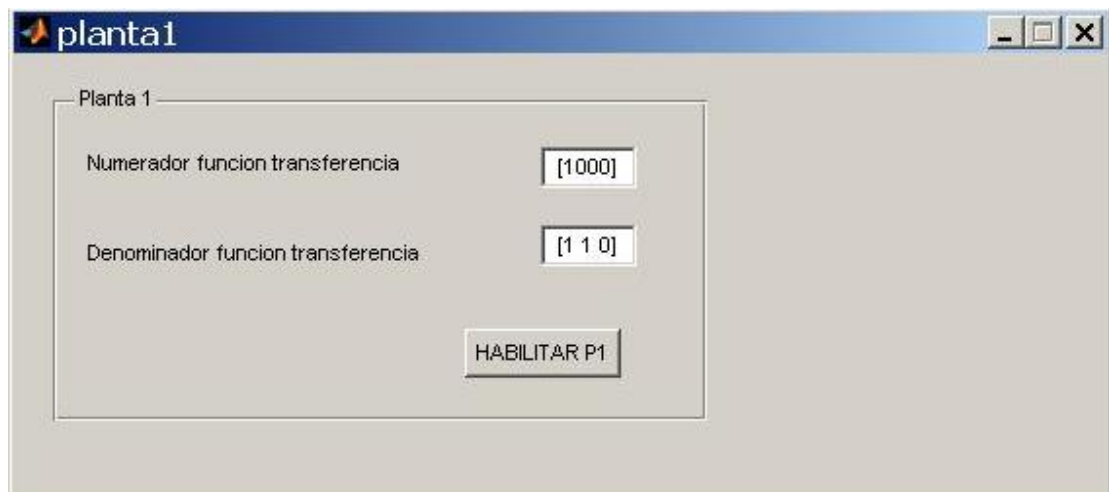 planta1
Planta 1
Numerador funcion transferencia [1000]
Denominador funcion transferencia [1 1 0]
HABILITAR P1